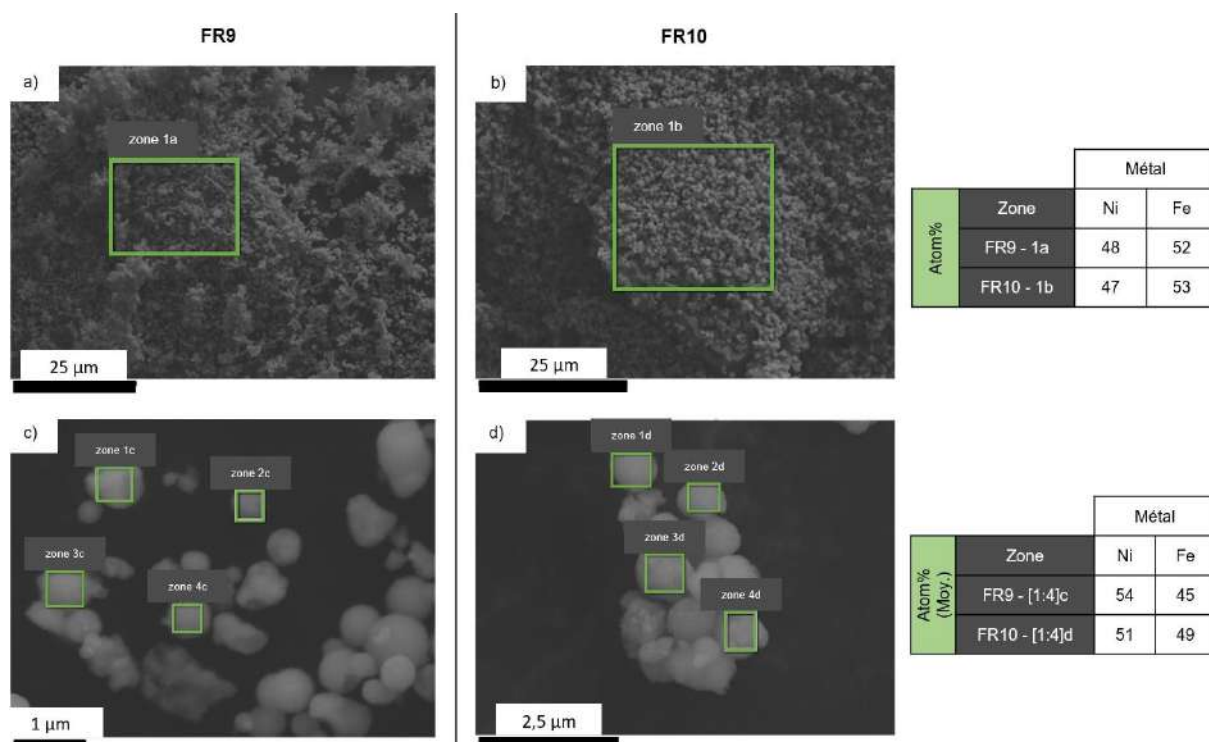 FR9
FR10
a)
zone 1a
25 µm
b)
zone 1b
25 µm
Métal
Atom%
Zone Ni Fe
FR9 - 1a 48 52
FR10 - 1b 47 53
c)
zone 1c
zone 2c
zone 3c
zone 4c
1 µm
d)
zone 1d
zone 2d
zone 3d
zone 4d
2,5 µm
Métal
Atom%
(Moy.)
Zone Ni Fe
FR9 - [1:4]c 54 45
FR10 - [1:4]d 51 49